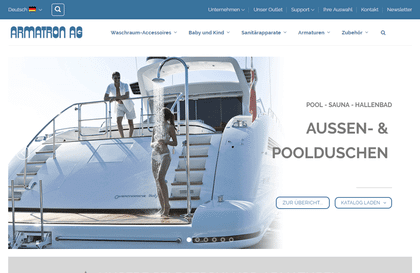 Deutsch
Unternehmen
Unser Outlet
Support
Ihre Auswahl
Kontakt
Newsletter
ARMATRON AG
Waschraum-Accessoires
Baby und Kind
Sanitärapparate
Armaturen
Zubehör
POOL - SAUNA - HALLENBAD
AUSSEN- &
POOLDUSCHEN
ZUR ÜBERICHT...
KATALOG LADEN